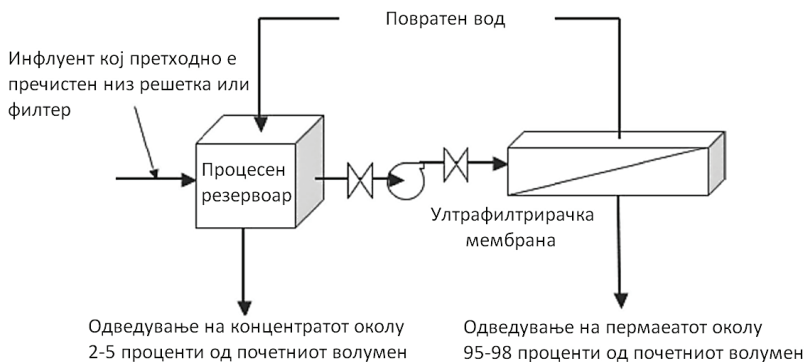 Повратен вод
Инфлуент кој претходно е
пречистен низ решетка или
филтер
Процесен
резервоар
Ултрафилтрирачка
мембрана
Одведување на концентратот околу
2-5 проценти од почетниот волумен
Одведување на пермаеатот околу
95-98 проценти од почетниот волумен